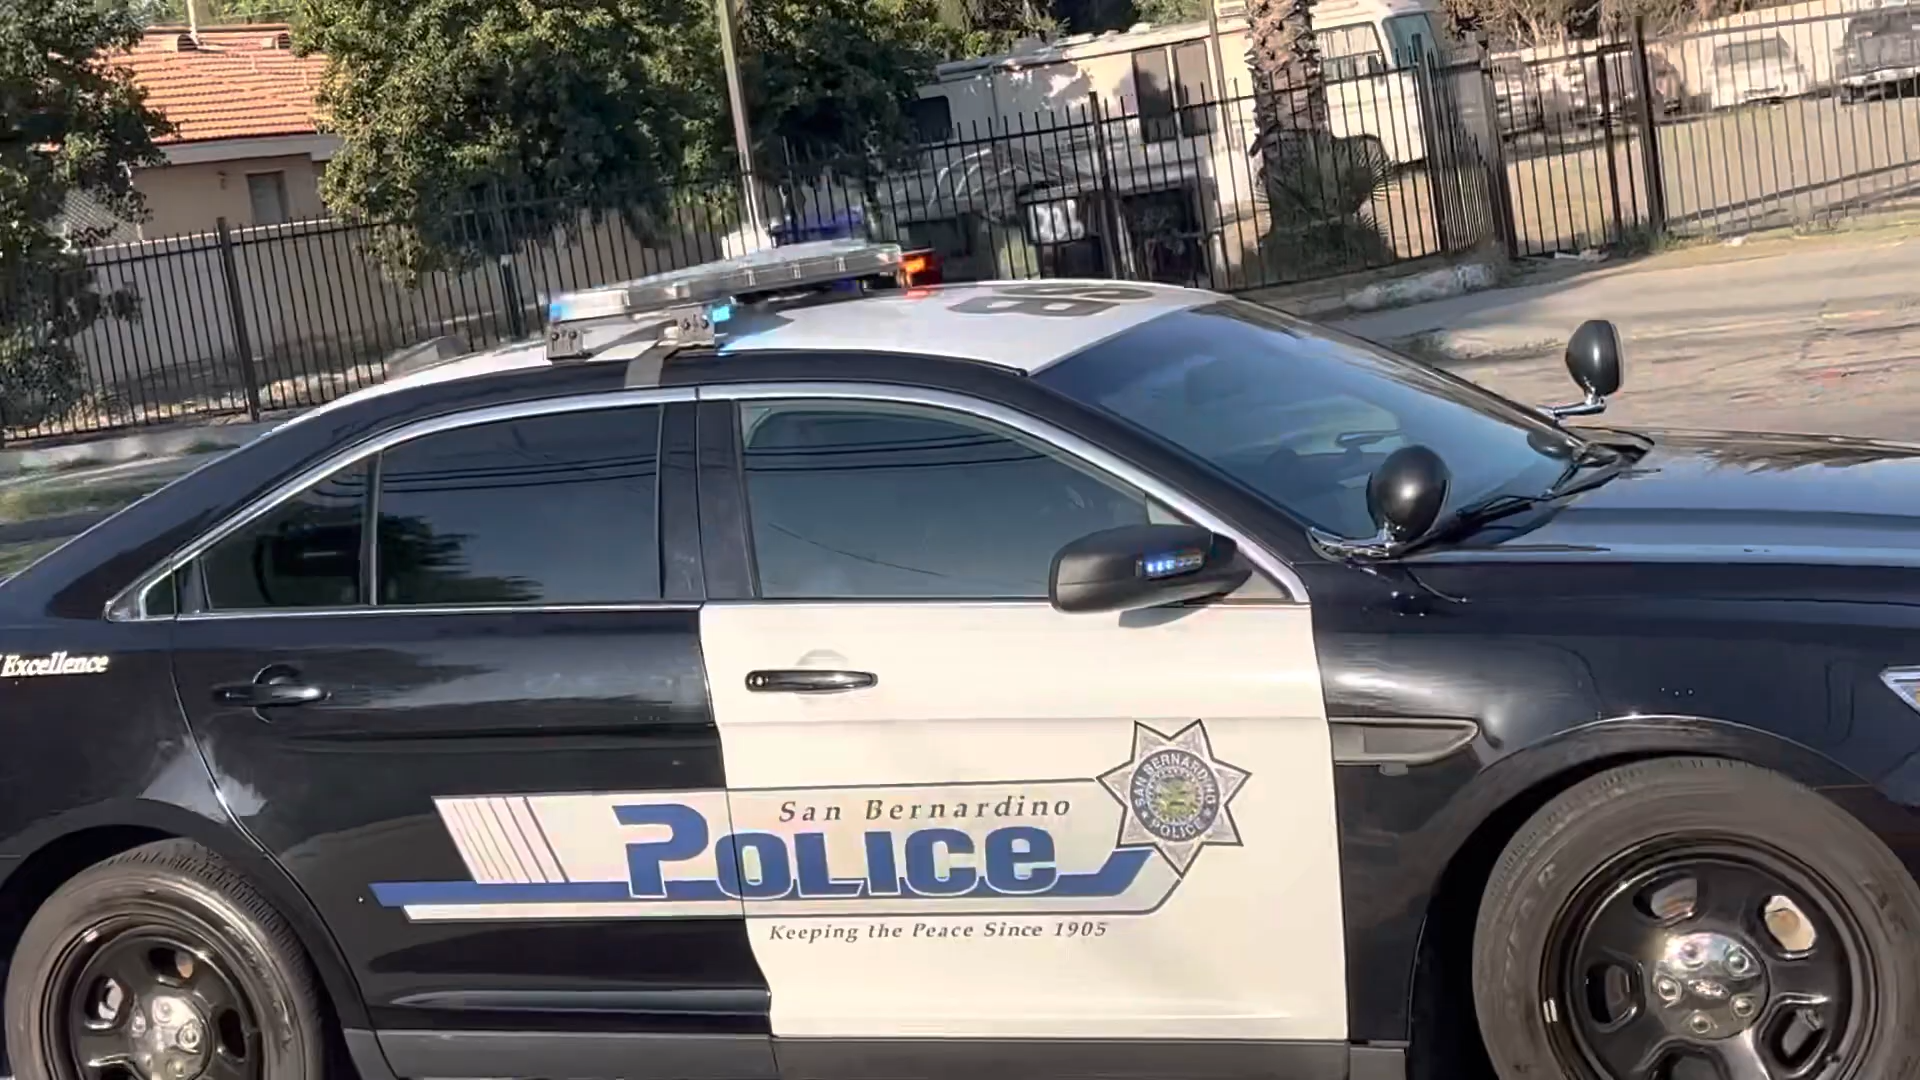 Excellence
San Bernardino
POLICE
Keeping the Peace Since 1905
SAN BERNARDINO
POLICE